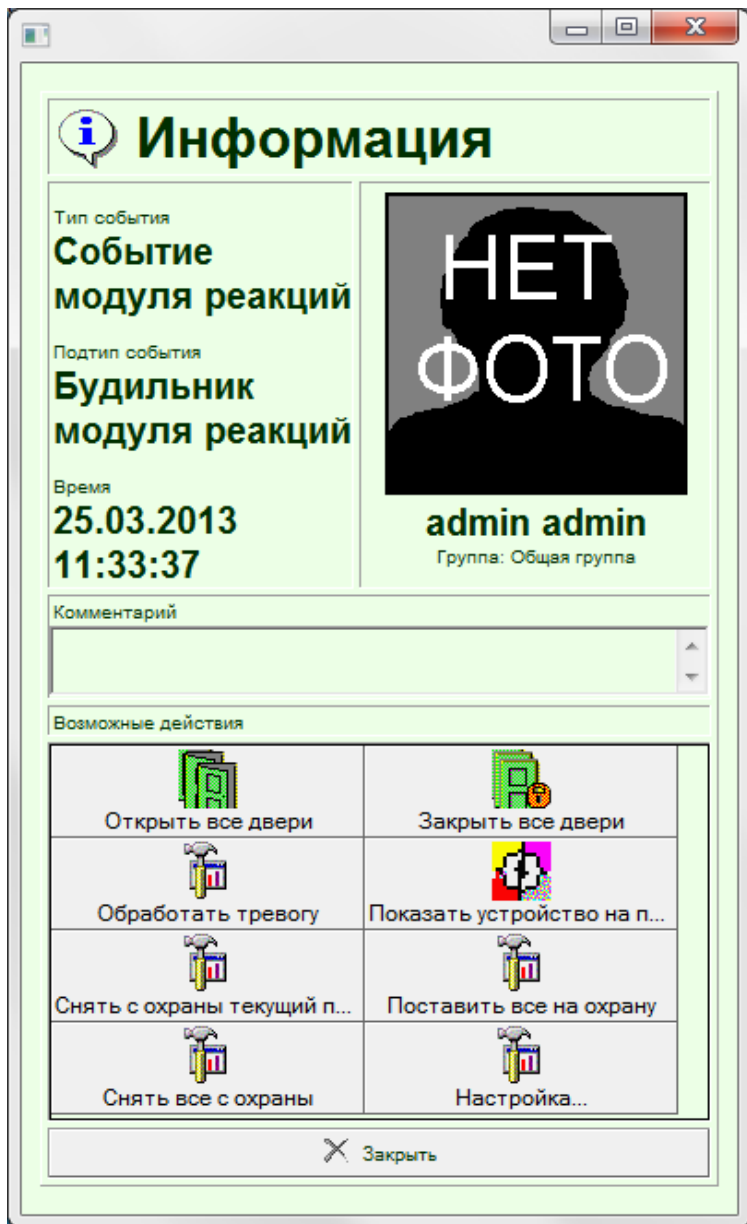 Информация
Тип события
Событие
модуля реакций
Подтип события
Будильник
модуля реакций
Время
25.03.2013
11:33:37
НЕТ
ФОТО
admin admin
Группа: Общая группа
Комментарий
Возможные действия
Открыть все двери
Закрыть все двери
Обработать тревогу
Показать устройство на п...
Снять с охраны текущий п...
Поставить все на охрану
Снять все с охраны
Настройка...
Закрыть